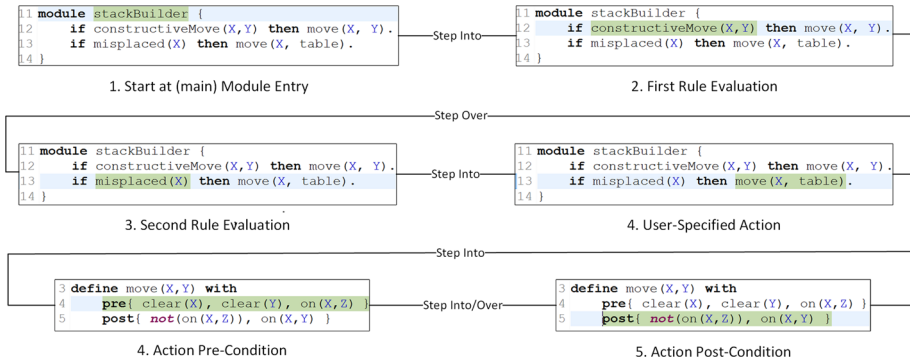 11 module stackBuilder {
12 if constructiveMove(X,Y) then move(X, Y).
13 if misplaced(X) then move(X, table).
14 }
1. Start at (main) Module Entry
Step Into
11 module stackBuilder {
12 if constructiveMove(X,Y) then move(X, Y).
13 if misplaced(X) then move(X, table).
14 }
2. First Rule Evaluation
Step Over
11 module stackBuilder {
12 if constructiveMove(X,Y) then move(X, Y).
13 if misplaced(X) then move(X, table).
14 }
3. Second Rule Evaluation
Step Into
11 module stackBuilder {
12 if constructiveMove(X,Y) then move(X, Y).
13 if misplaced(X) then move(X, table).
14 }
4. User-Specified Action
Step Into
3 define move(X,Y) with
4 pre{ clear(X), clear(Y), on(X,Z) }
5 post{ not(on(X,Z)), on(X,Y) }
4. Action Pre-Condition
Step Into/Over
3 define move(X,Y) with
4 pre{ clear(X), clear(Y), on(X,Z) }
5 post{ not(on(X,Z)), on(X,Y) }
5. Action Post-Condition